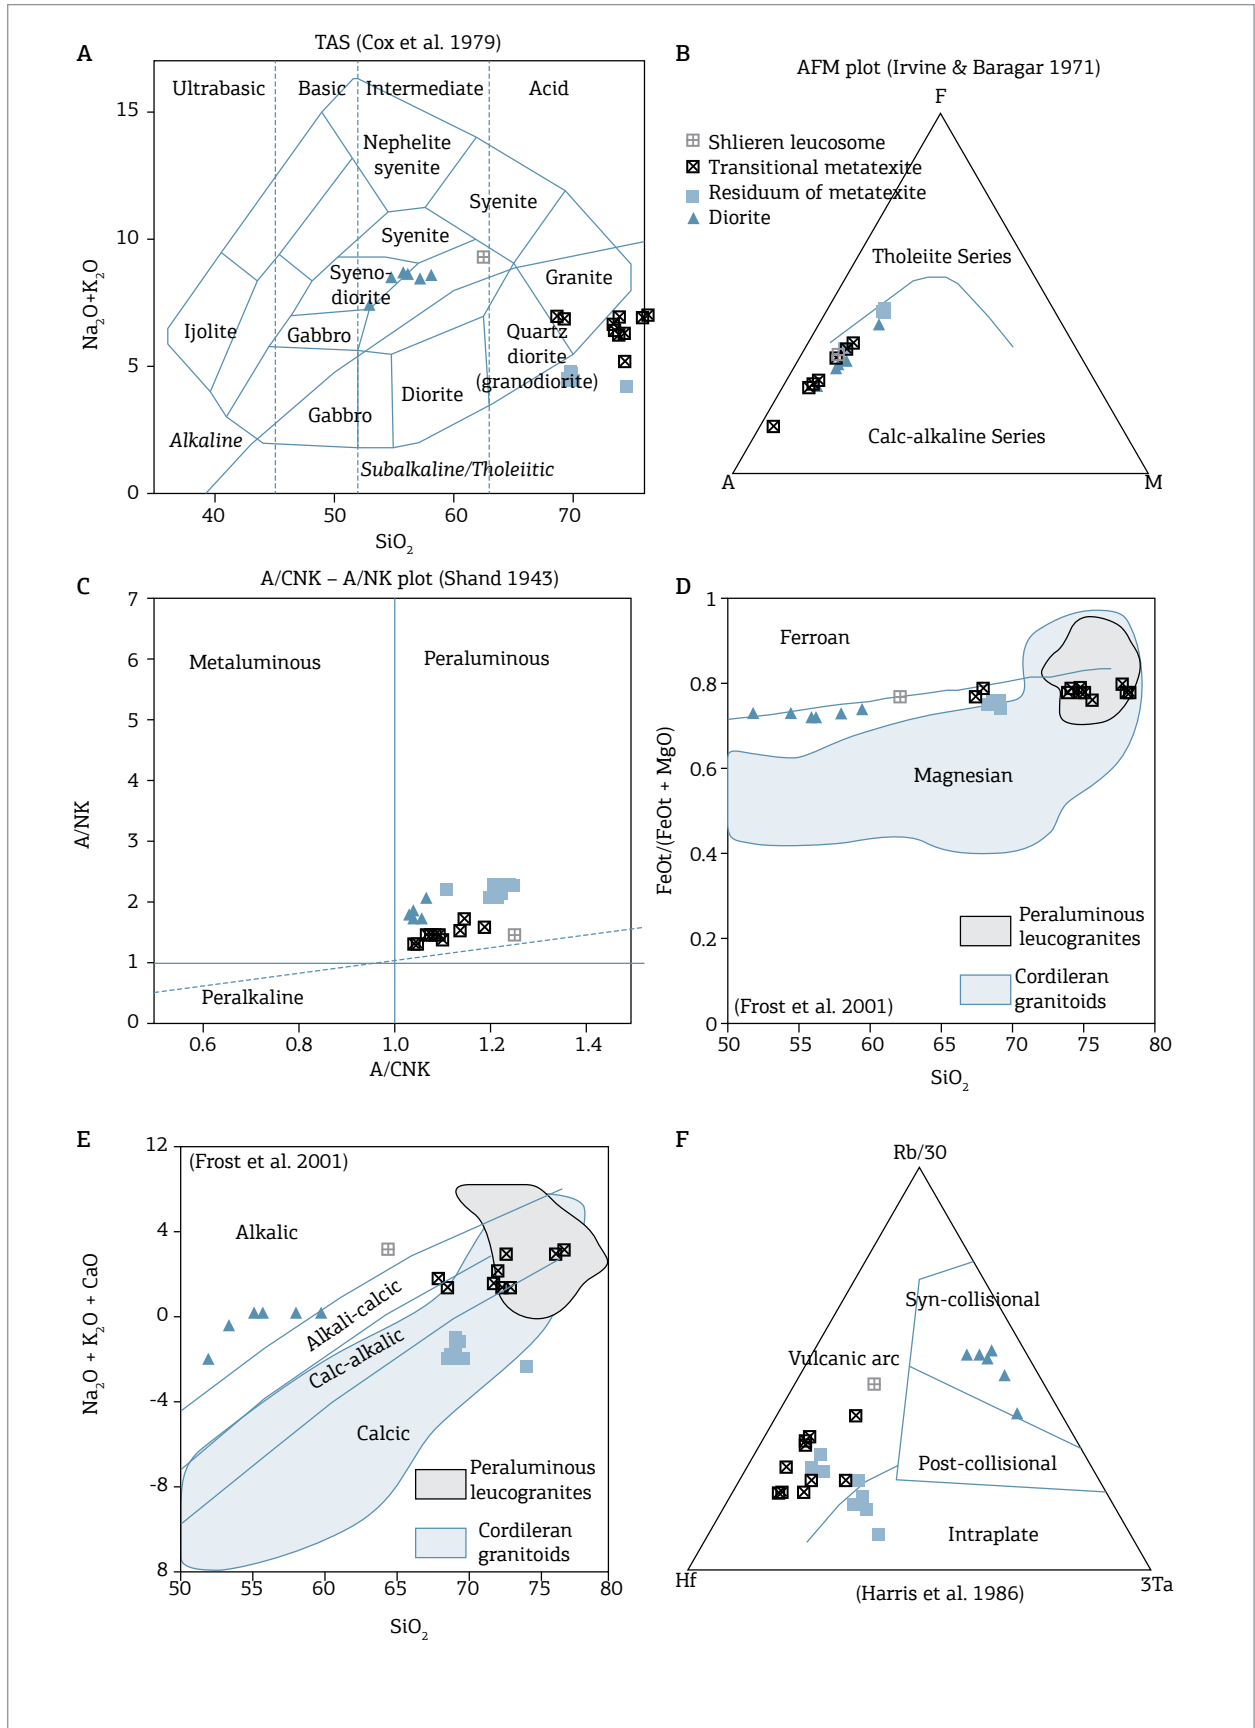 A
TAS (Cox et al. 1979)
Ultrabasic
Basic
Intermediate
Acid
Nephelite
syenite
Syenite
Syenite
Syeno-
diorite
Granite
Ijolite
Gabbro
Quartz
diorite
(granodiorite)
Diorite
Gabbro
Alkaline
Subalkaline/Tholeiitic
15
10
5
0
40
50
60
70
Na₂O+K₂O
SiO₂
B
AFM plot (Irvine & Baragar 1971)
F
Shlieren leucosome
Transitional metatexite
Residuum of metatexite
Diorite
Tholeiite Series
Calc-alkaline Series
A
M
C
A/CNK – A/NK plot (Shand 1943)
Metaluminous
Peraluminous
Peralkaline
7
6
5
4
3
2
1
0
0.6
0.8
1.0
1.2
1.4
A/NK
A/CNK
D
Ferroan
Magnesian
Peraluminous
leucogranites
Cordileran
granitoids
(Frost et al. 2001)
1
0.8
0.6
0.4
0.2
0
50
55
60
65
70
75
80
FeOt/(FeOt + MgO)
SiO₂
E
(Frost et al. 2001)
Alkalic
Alkali-calcic
Calc-alkalic
Calcic
Peraluminous
leucogranites
Cordileran
granitoids
12
4
0
-4
-8
8
50
55
60
65
70
75
80
Na₂O + K₂O + CaO
SiO₂
F
Rb/30
Syn-collisional
Vulcanic arc
Post-collisional
Intraplate
Hf
3Ta
(Harris et al. 1986)